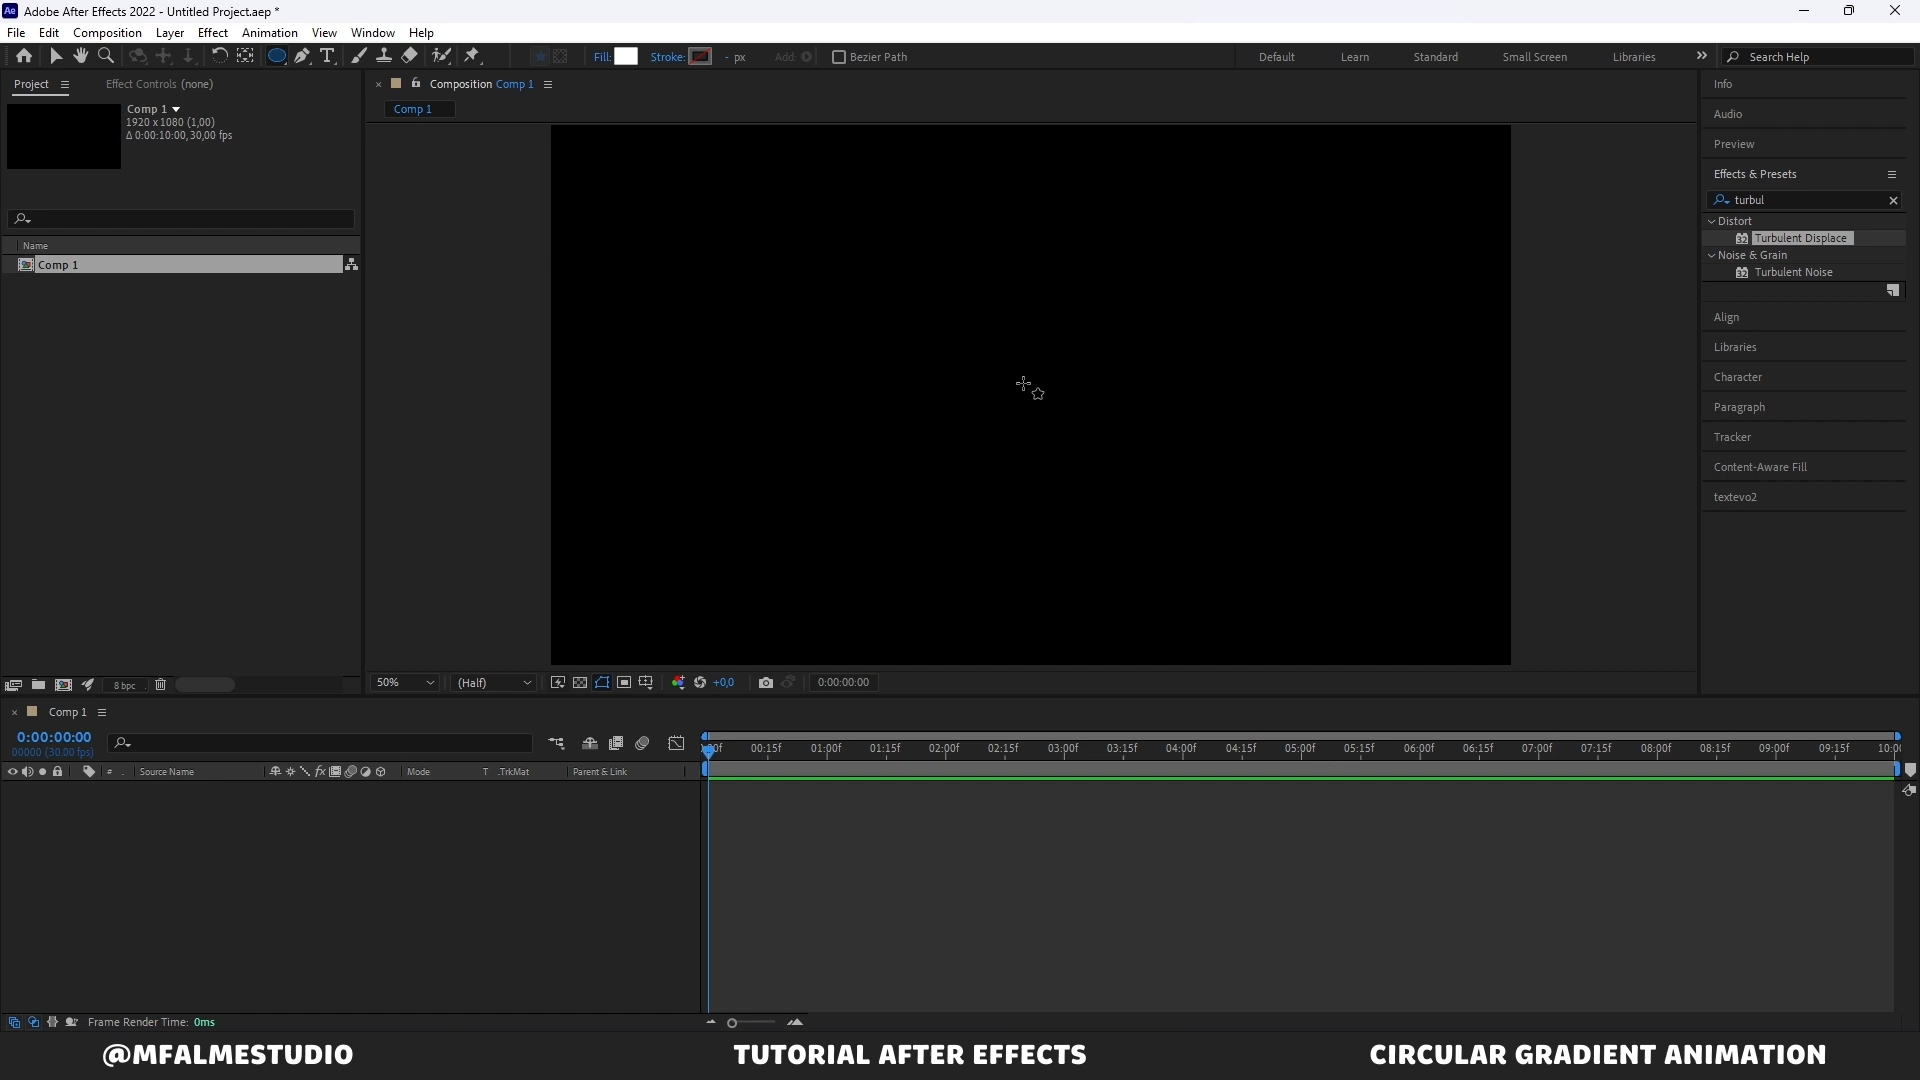 Ae Adobe After Effects 2022 - Untitled Project.aep *
File Edit Composition Layer Effect Animation View Window Help
Fill: Stroke: - px Add: Bezier Path Default Learn Standard Small Screen Libraries Search Help
Project Effect Controls (none)
Comp 1
1920 x 1080 (1,00)
Δ 0:00:10:00, 30,00 fps
Name
Comp 1
8 bpc
Composition Comp 1
Comp 1
50% (Half) +0,0 0:00:00:00
Info
Audio
Preview
Effects & Presets
turbul
Distort
32 Turbulent Displace
Noise & Grain
32 Turbulent Noise
Align
Libraries
Character
Paragraph
Tracker
Content-Aware Fill
textevo2
Comp 1
0:00:00:00
00000 (30.00 fps)
# . Source Name fx Mode T .TrkMat Parent & Link
00:15f 01:00f 01:15f 02:00f 02:15f 03:00f 03:15f 04:00f 04:15f 05:00f 05:15f 06:00f 06:15f 07:00f 07:15f 08:00f 08:15f 09:00f 09:15f
Frame Render Time: 0ms
@MFALMESTUDIO TUTORIAL AFTER EFFECTS CIRCULAR GRADIENT ANIMATION